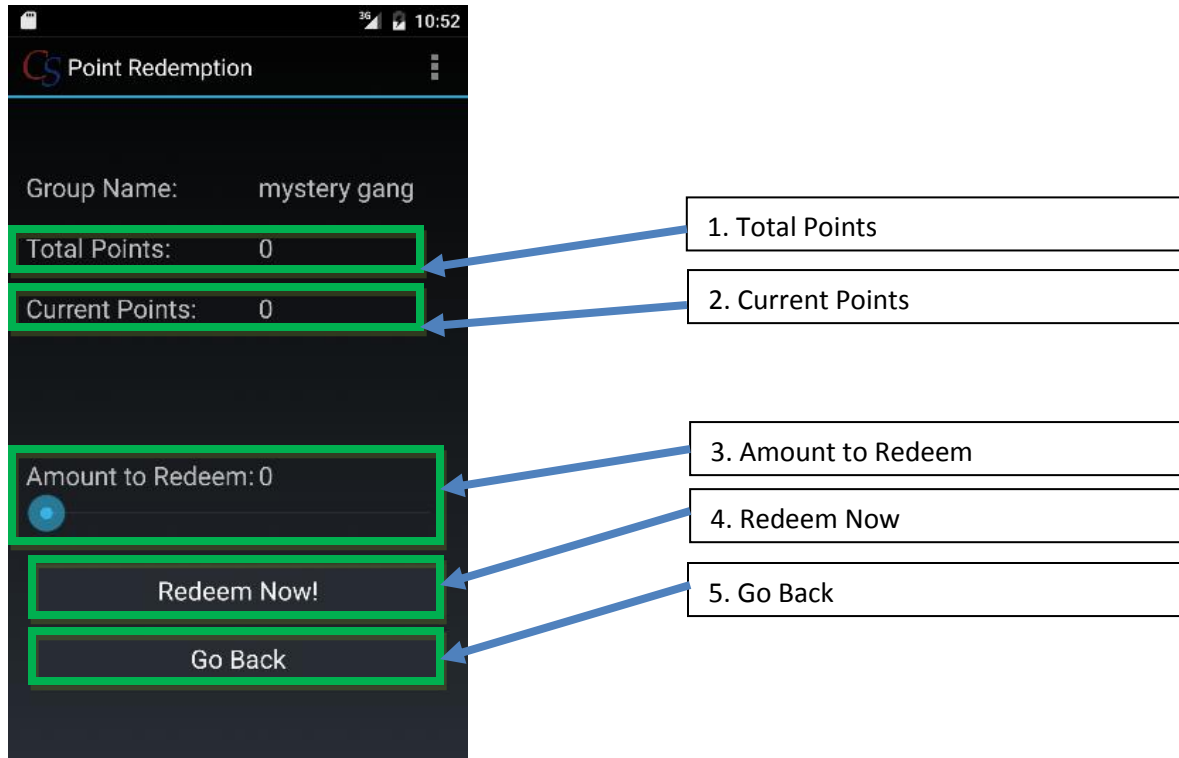 3G 10:52
CS Point Redemption
Group Name: mystery gang
Total Points: 0
Current Points: 0
Amount to Redeem: 0
Redeem Now!
Go Back
1. Total Points
2. Current Points
3. Amount to Redeem
4. Redeem Now
5. Go Back